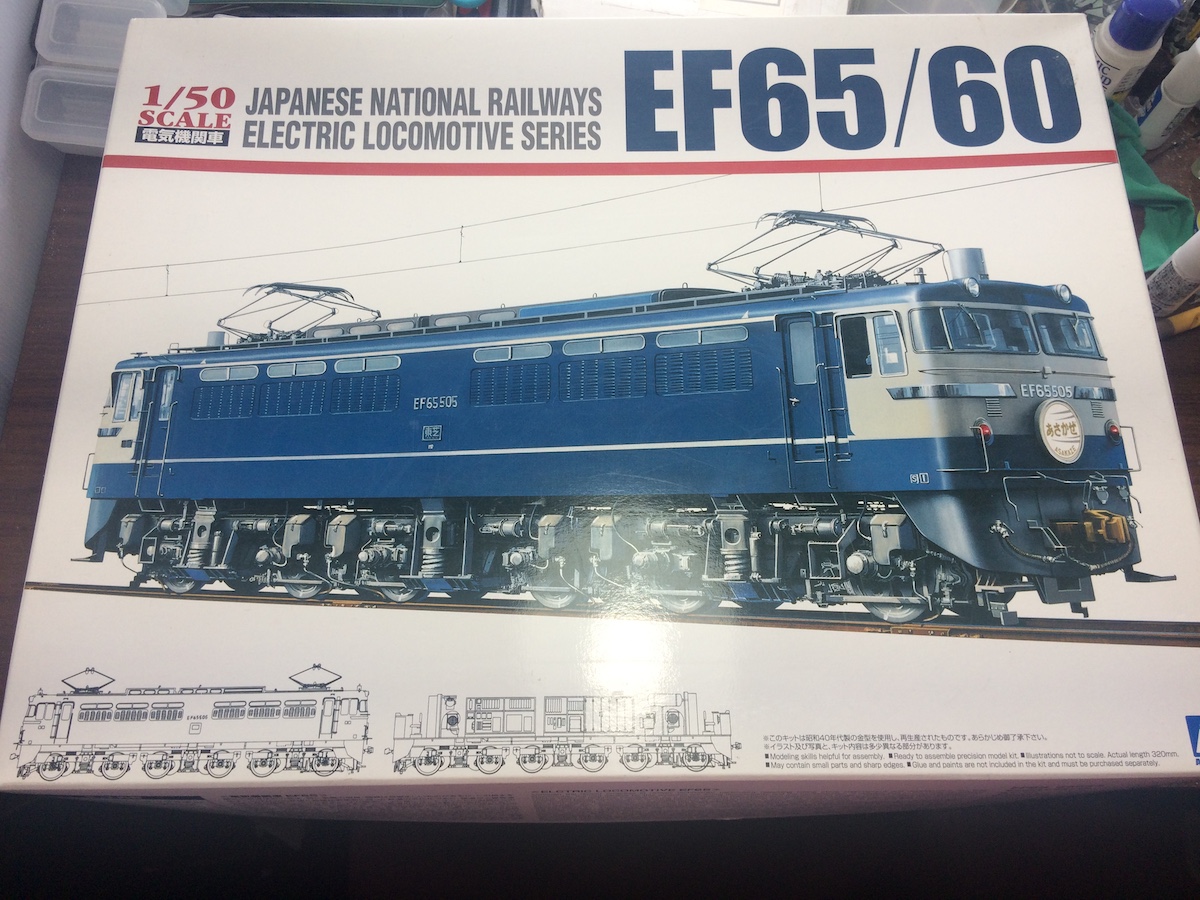 1/50
SCALE
電気機関車
JAPANESE NATIONAL RAILWAYS
ELECTRIC LOCOMOTIVE SERIES
EF65/60
EF65505
東芝
EF65505
あさかぜ
ASAKAZE
EF65505
※このキットは昭和40年代製の金型を使用し、再生産されたものです。あらかじめ御了承下さい。
※イラスト及び写真と、キット内容は多少異なる部分があります。
■Modeling skills helpful for assembly. ■Ready to assemble precision model kit. ■Illustrations not to scale. Actual length 320mm.
■May contain small parts and sharp edges. ■Glue and paints are not included in the kit and must be purchased separately.